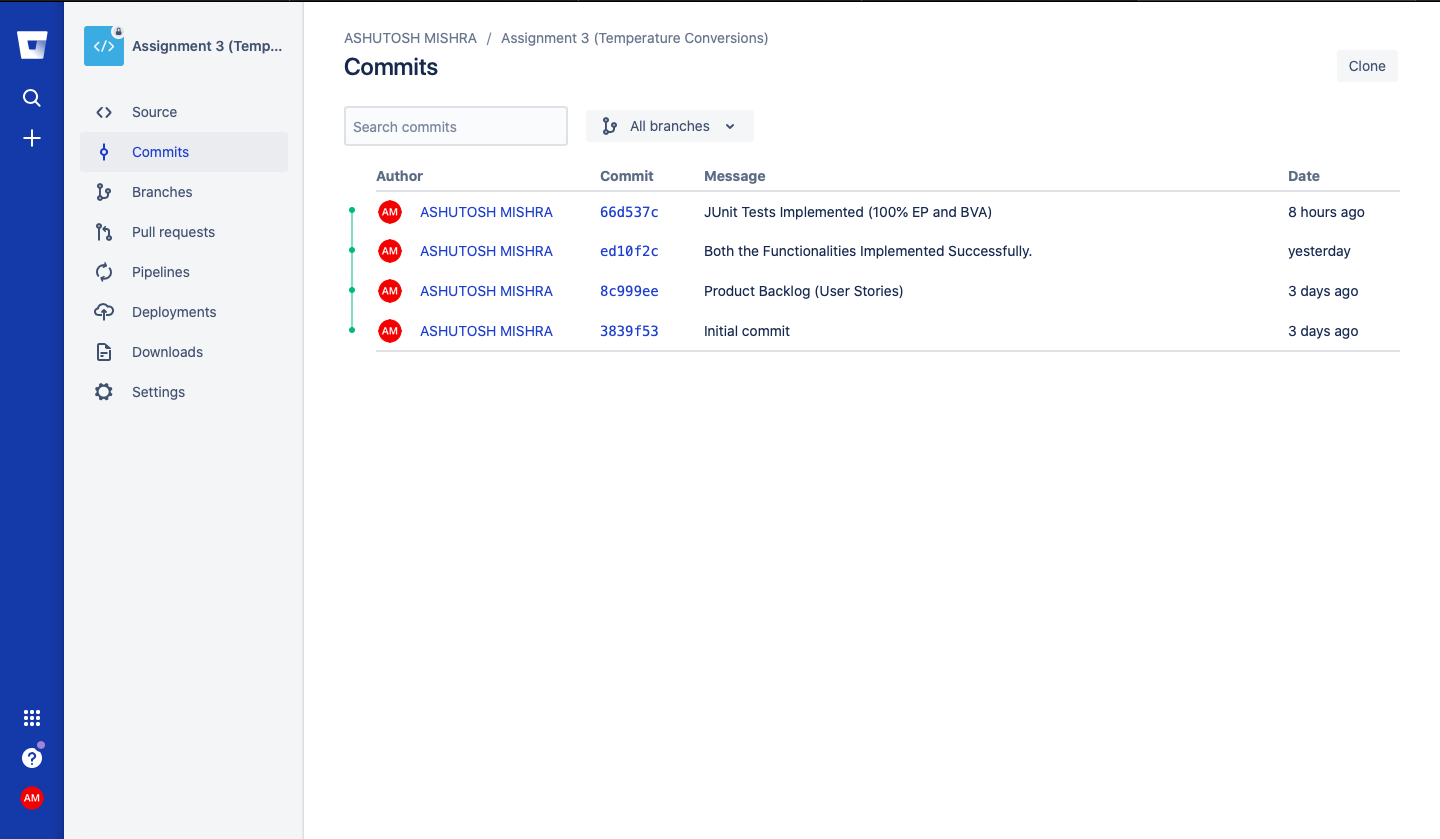 Assignment 3 (Temp...
Source
Commits
Branches
Pull requests
Pipelines
Deployments
Downloads
Settings
AM
ASHUTOSH MISHRA / Assignment 3 (Temperature Conversions)
Commits
Clone
Search commits
All branches
Author Commit Message Date
AM ASHUTOSH MISHRA 66d537c JUnit Tests Implemented (100% EP and BVA) 8 hours ago
AM ASHUTOSH MISHRA ed10f2c Both the Functionalities Implemented Successfully. yesterday
AM ASHUTOSH MISHRA 8c999ee Product Backlog (User Stories) 3 days ago
AM ASHUTOSH MISHRA 3839f53 Initial commit 3 days ago